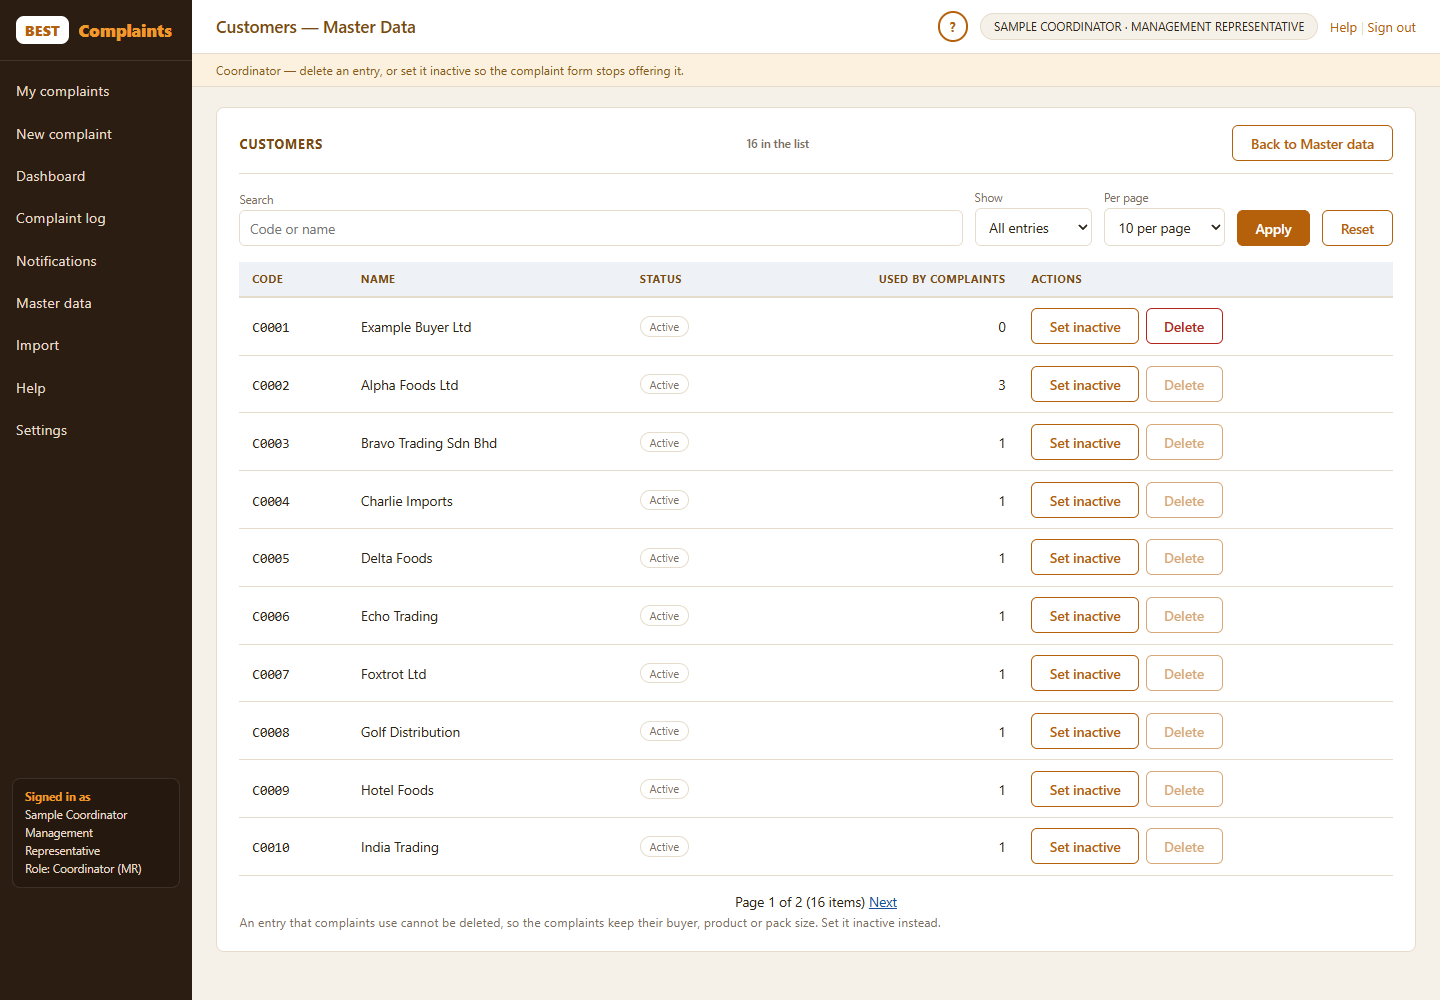 BEST Complaints
My complaints
New complaint
Dashboard
Complaint log
Notifications
Master data
Import
Help
Settings
Signed in as
Sample Coordinator
Management
Representative
Role: Coordinator (MR)
Customers — Master Data
? SAMPLE COORDINATOR · MANAGEMENT REPRESENTATIVE Help | Sign out
Coordinator — delete an entry, or set it inactive so the complaint form stops offering it.
CUSTOMERS 16 in the list Back to Master data
Search Show Per page
Code or name All entries 10 per page Apply Reset
CODE NAME STATUS USED BY COMPLAINTS ACTIONS
C0001 Example Buyer Ltd Active 0 Set inactive Delete
C0002 Alpha Foods Ltd Active 3 Set inactive Delete
C0003 Bravo Trading Sdn Bhd Active 1 Set inactive Delete
C0004 Charlie Imports Active 1 Set inactive Delete
C0005 Delta Foods Active 1 Set inactive Delete
C0006 Echo Trading Active 1 Set inactive Delete
C0007 Foxtrot Ltd Active 1 Set inactive Delete
C0008 Golf Distribution Active 1 Set inactive Delete
C0009 Hotel Foods Active 1 Set inactive Delete
C0010 India Trading Active 1 Set inactive Delete
Page 1 of 2 (16 items) Next
An entry that complaints use cannot be deleted, so the complaints keep their buyer, product or pack size. Set it inactive instead.